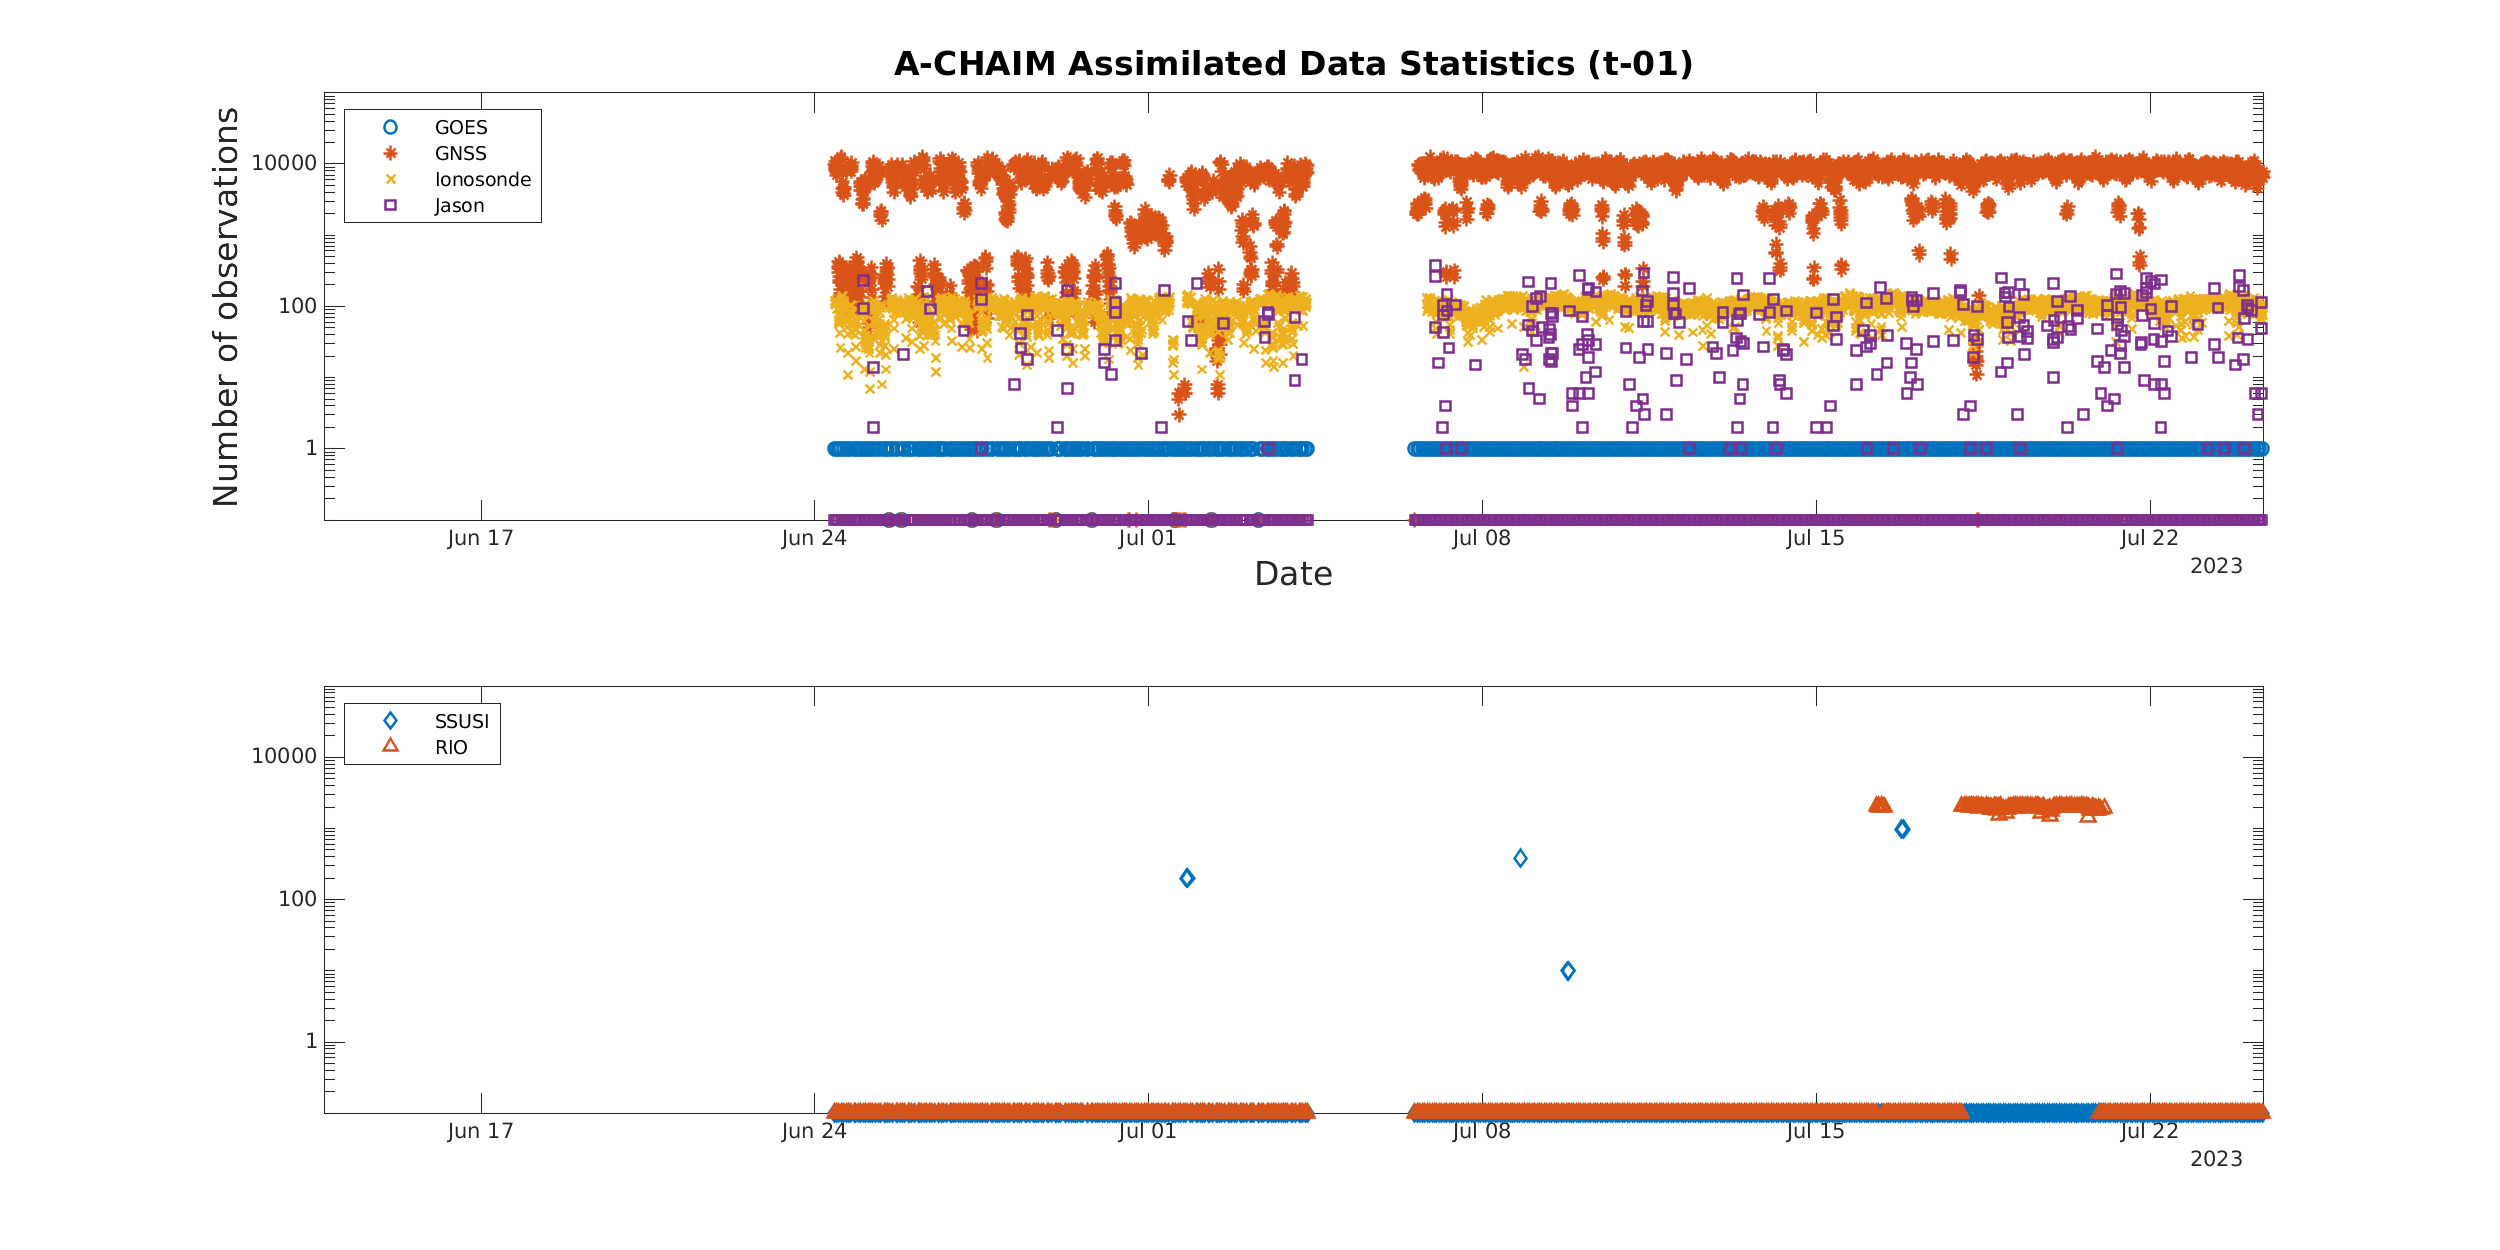 A-CHAIM Assimilated Data Statistics (t-01)
Number of observations
GOES
GNSS
Ionosonde
Jason
10000
100
1
Jun 17 Jun 24 Jul 01 Jul 08 Jul 15 Jul 22
2023
Date
SSUSI
RIO
10000
100
1
Jun 17 Jun 24 Jul 01 Jul 08 Jul 15 Jul 22
2023